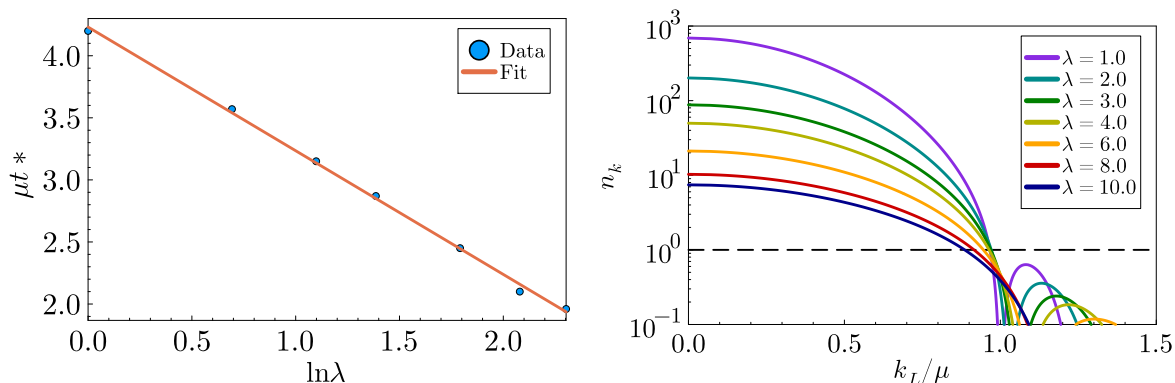 4.0
3.5
3.0
2.5
2.0
μt *
0.0
0.5
1.0
1.5
2.0
lnλ
Data
Fit
10³
10²
10¹
10⁰
10⁻¹
n_k
0.0
0.5
1.0
1.5
k_L/μ
λ = 1.0
λ = 2.0
λ = 3.0
λ = 4.0
λ = 6.0
λ = 8.0
λ = 10.0